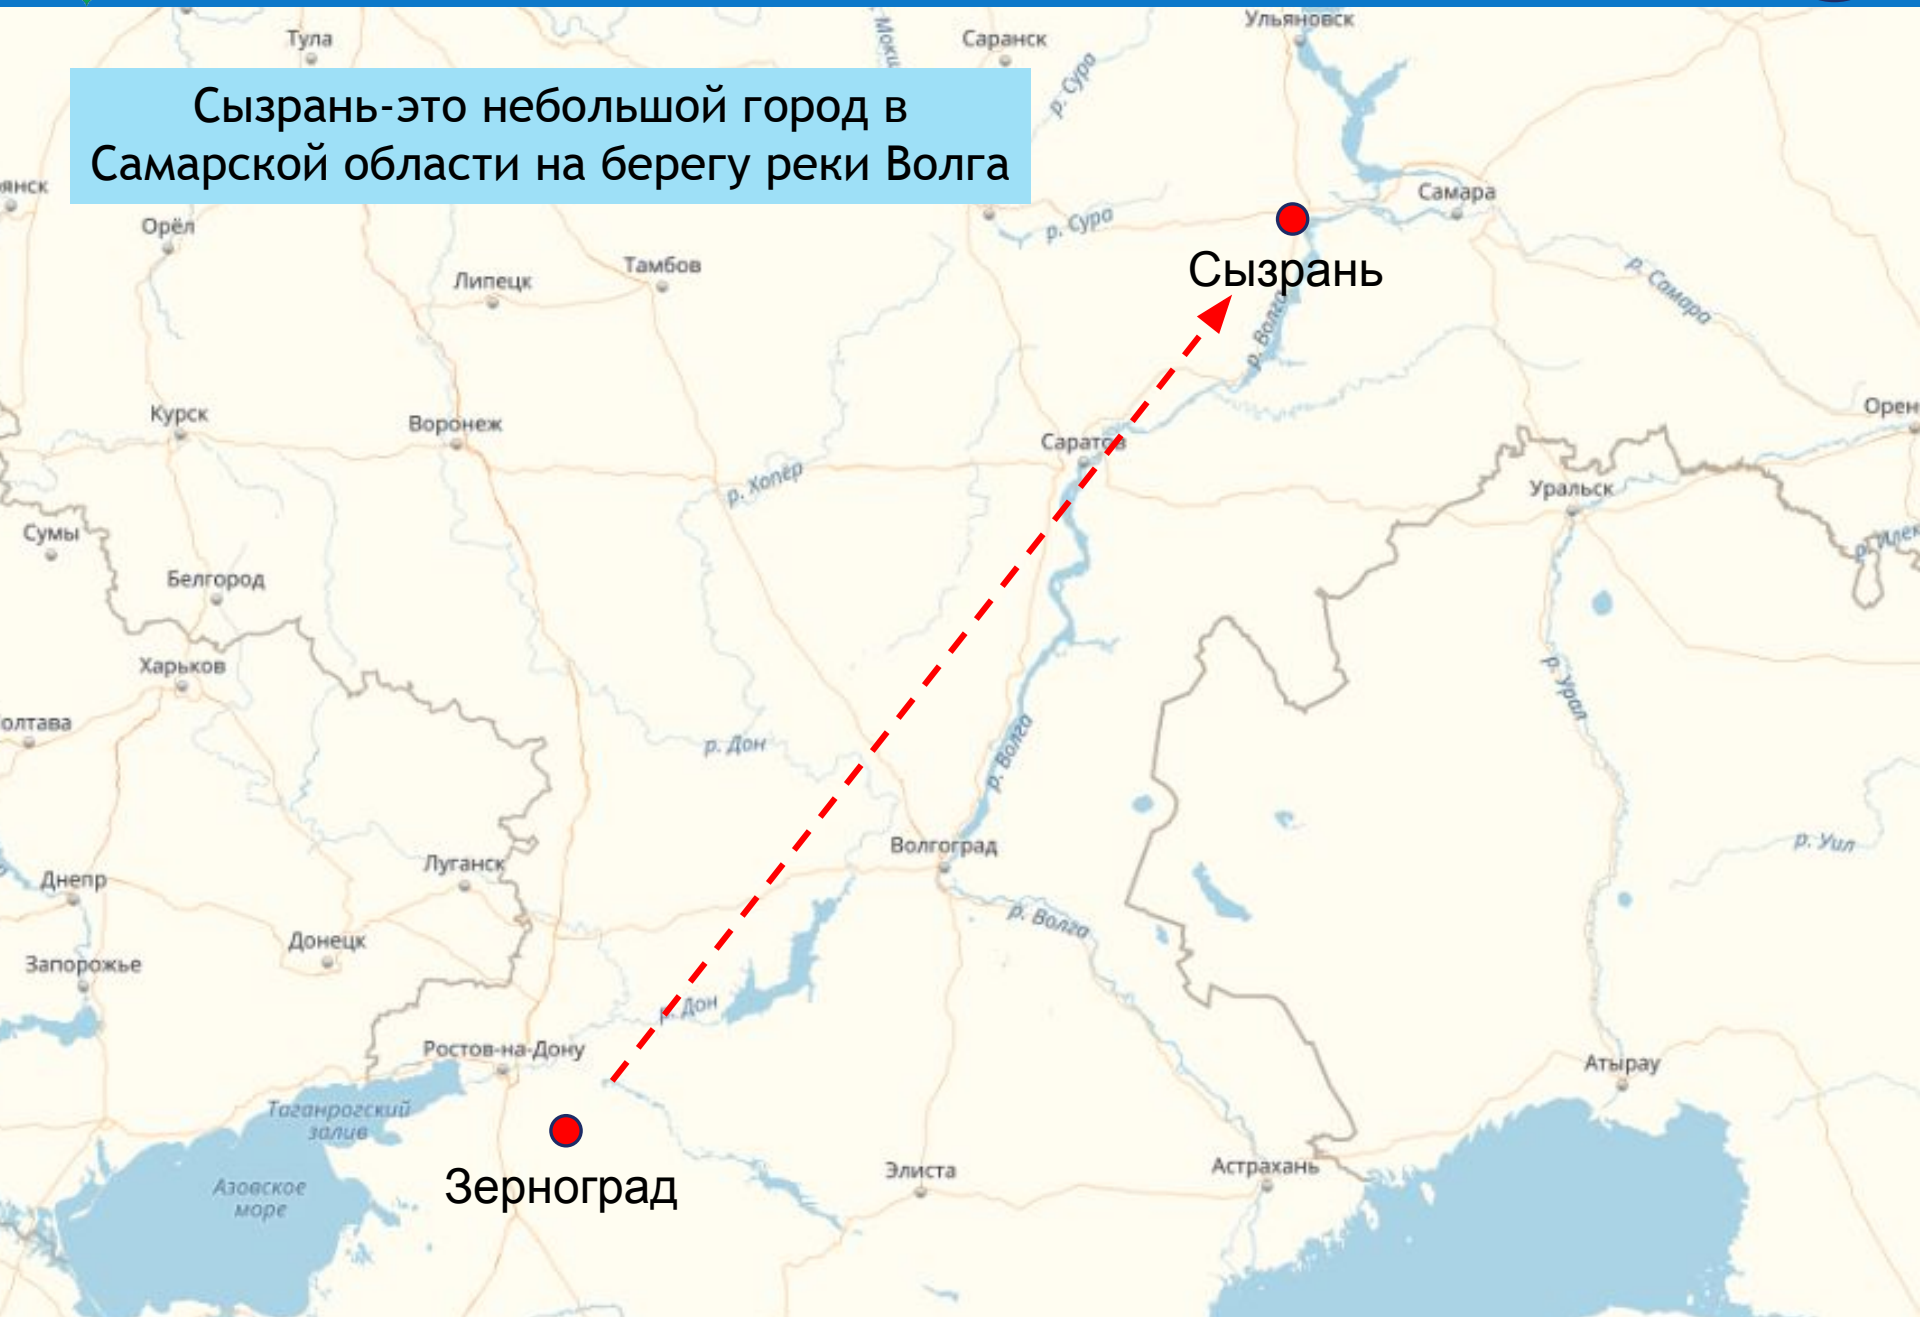 Ульяновск
Тула
Саранск
р. Сура
Сызрань-это небольшой город в
Самарской области на берегу реки Волга
Самара
Орёл
р. Сура
Сызрань
Тамбов
Липецк
р. Самара
р. Волга
Курск
Воронеж
Саратов
р. Хопёр
Уральск
Сумы
р. Илек
Белгород
Харьков
р. Урал
р. Дон
р. Волга
Волгоград
р. Уил
Луганск
Днепр
р. Волга
Донецк
Запорожье
р. Дон
Ростов-на-Дону
Атырау
Таганрогский
залив
Элиста
Астрахань
Зерноград
Азовское
море